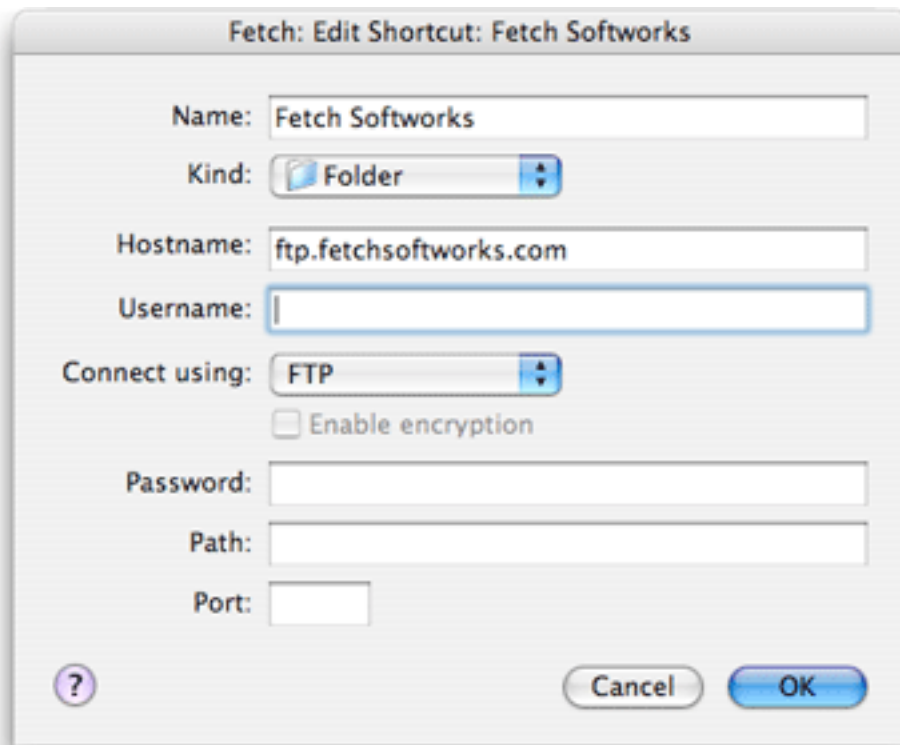 Fetch: Edit Shortcut: Fetch Softworks
Name: Fetch Softworks
Kind: Folder
Hostname: ftp.fetchsoftworks.com
Username:
Connect using: FTP
Enable encryption
Password:
Path:
Port:
? Cancel OK